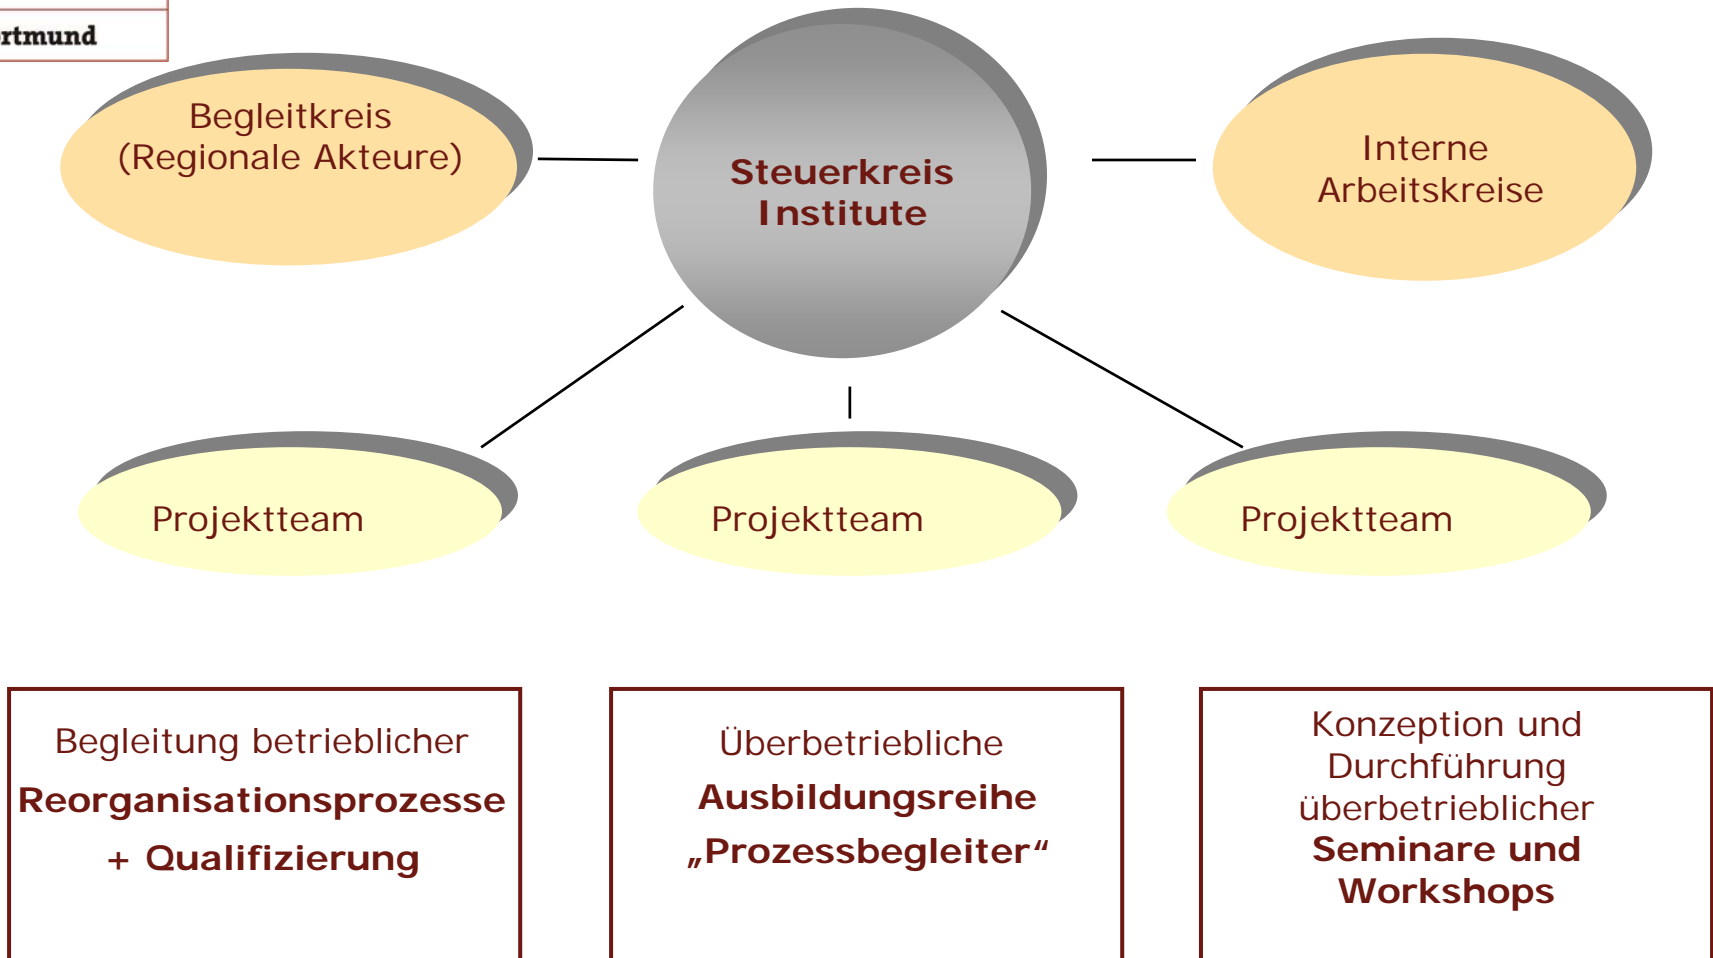 Begleitkreis
(Regionale Akteure)
Steuerkreis
Institute
Interne
Arbeitskreise
Projektteam
Projektteam
Projektteam
Begleitung betrieblicher
Reorganisationsprozesse
+ Qualifizierung
Überbetriebliche
Ausbildungsreihe
„Prozessbegleiter“
Konzeption und
Durchführung
überbetrieblicher
Seminare und
Workshops